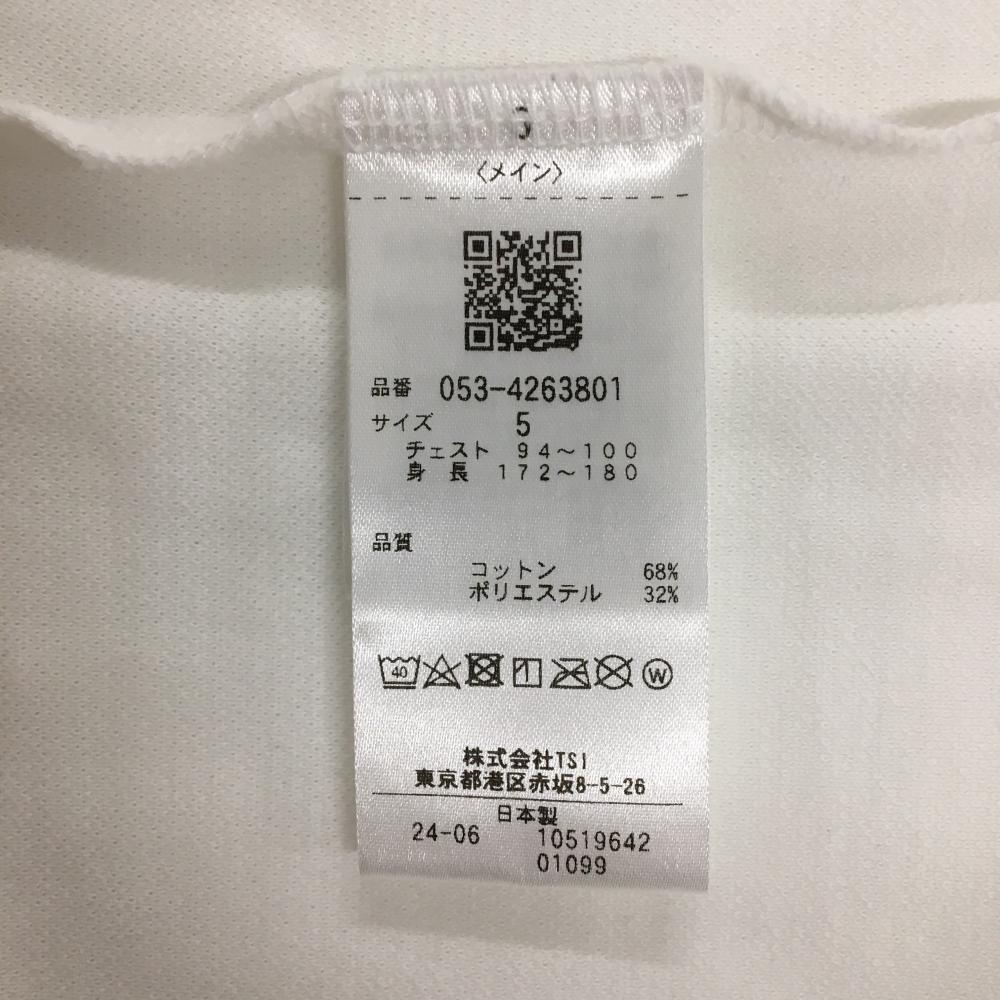 5
〈メイン〉
品番 053-4263801
サイズ 5
チェスト 94～100
身 長 172～180
品質
コットン 68%
ポリエステル 32%
40 W
株式会社TSI
東京都港区赤坂8-5-26
日本製
24-06 10519642
01099